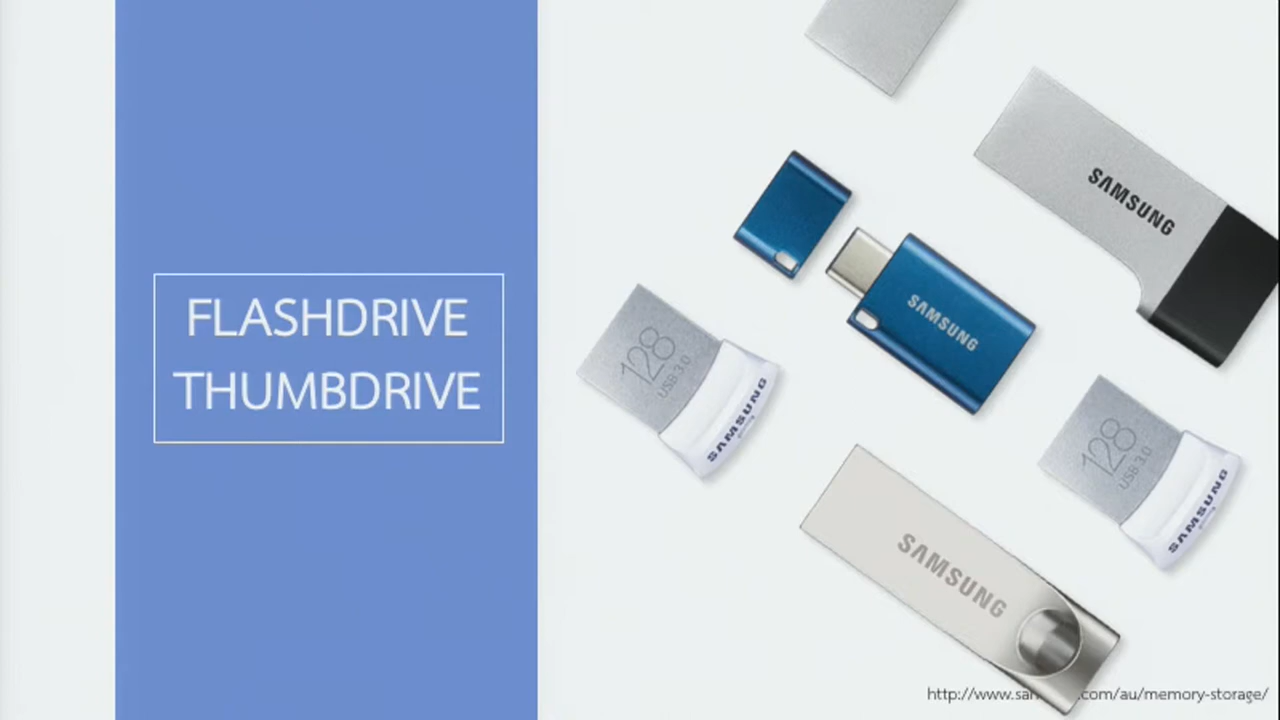 FLASHDRIVE
THUMBDRIVE
SAMSUNG
SAMSUNG
128
USB 3.0
SAMSUNG
128
USB 3.0
SAMSUNG
SAMSUNG
.com/au/memory-storage/